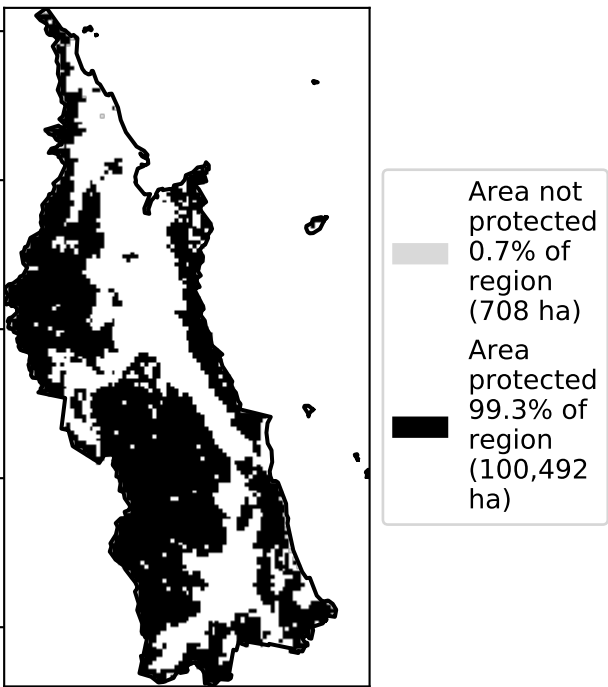 Area not
protected
0.7% of
region
(708 ha)
Area
protected
99.3% of
region
(100,492
ha)